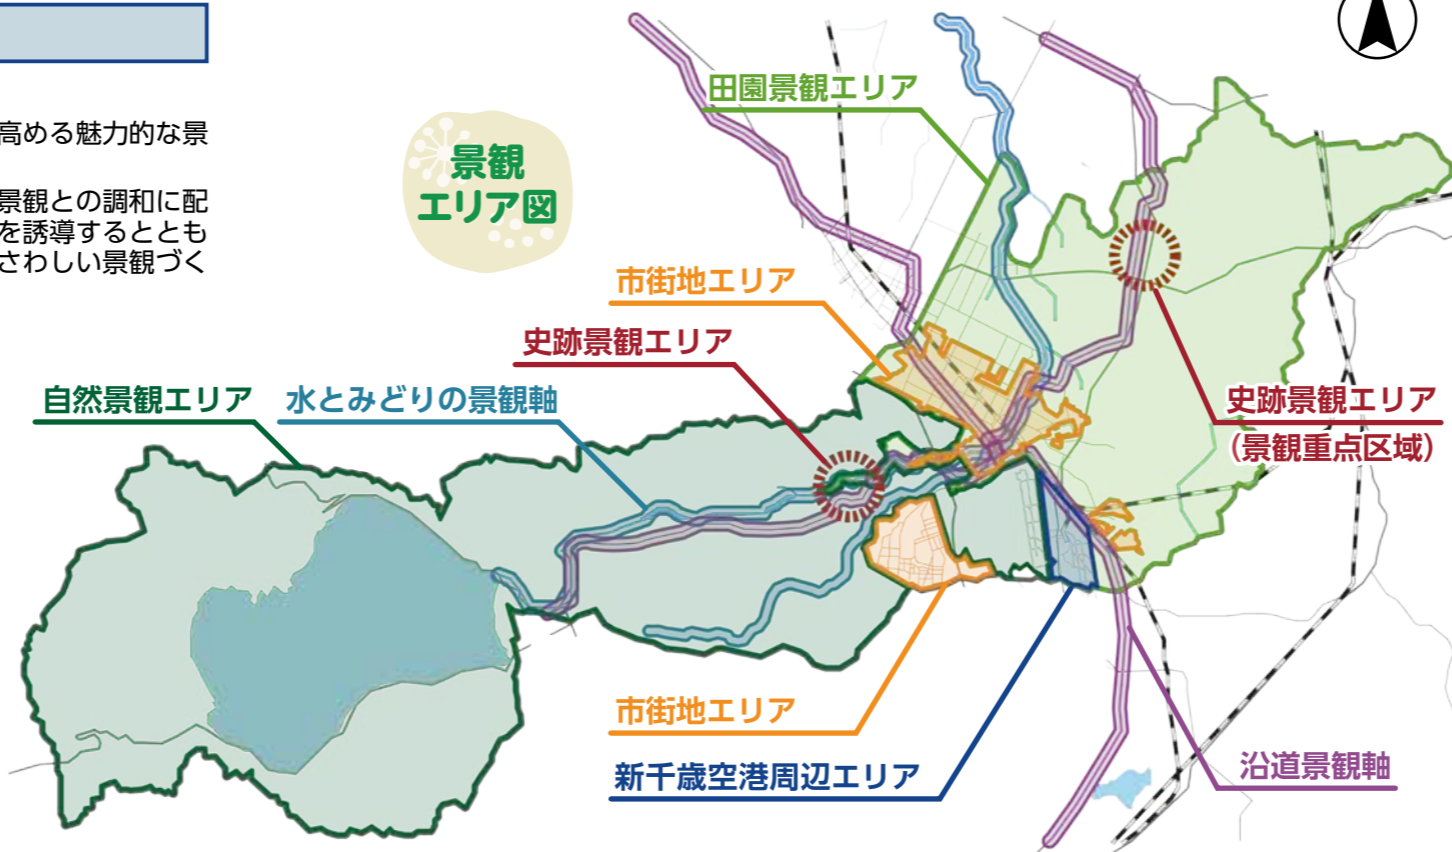 高める魅力的な景
景観との調和に配
を誘導するととも
さわしい景観づく
景観
エリア図
田園景観エリア
市街地エリア
史跡景観エリア
自然景観エリア
水とみどりの景観軸
史跡景観エリア
(景観重点区域)
市街地エリア
新千歳空港周辺エリア
沿道景観軸